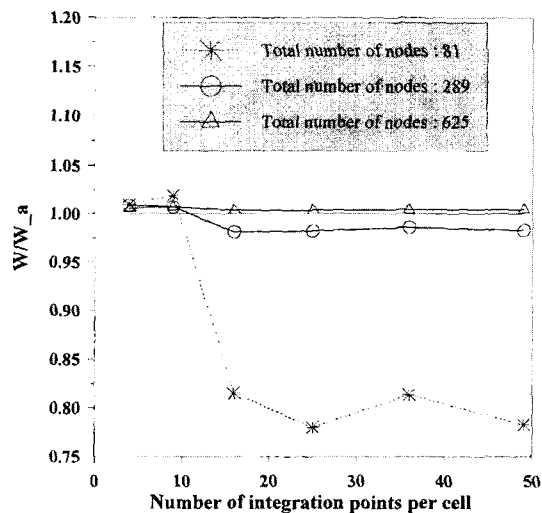 1.20
1.15
1.10
1.05
1.00
0.95
0.90
0.85
0.80
0.75
W/W_a
Total number of nodes : 81
Total number of nodes : 289
Total number of nodes : 625
0 10 20 30 40 50
Number of integration points per cell